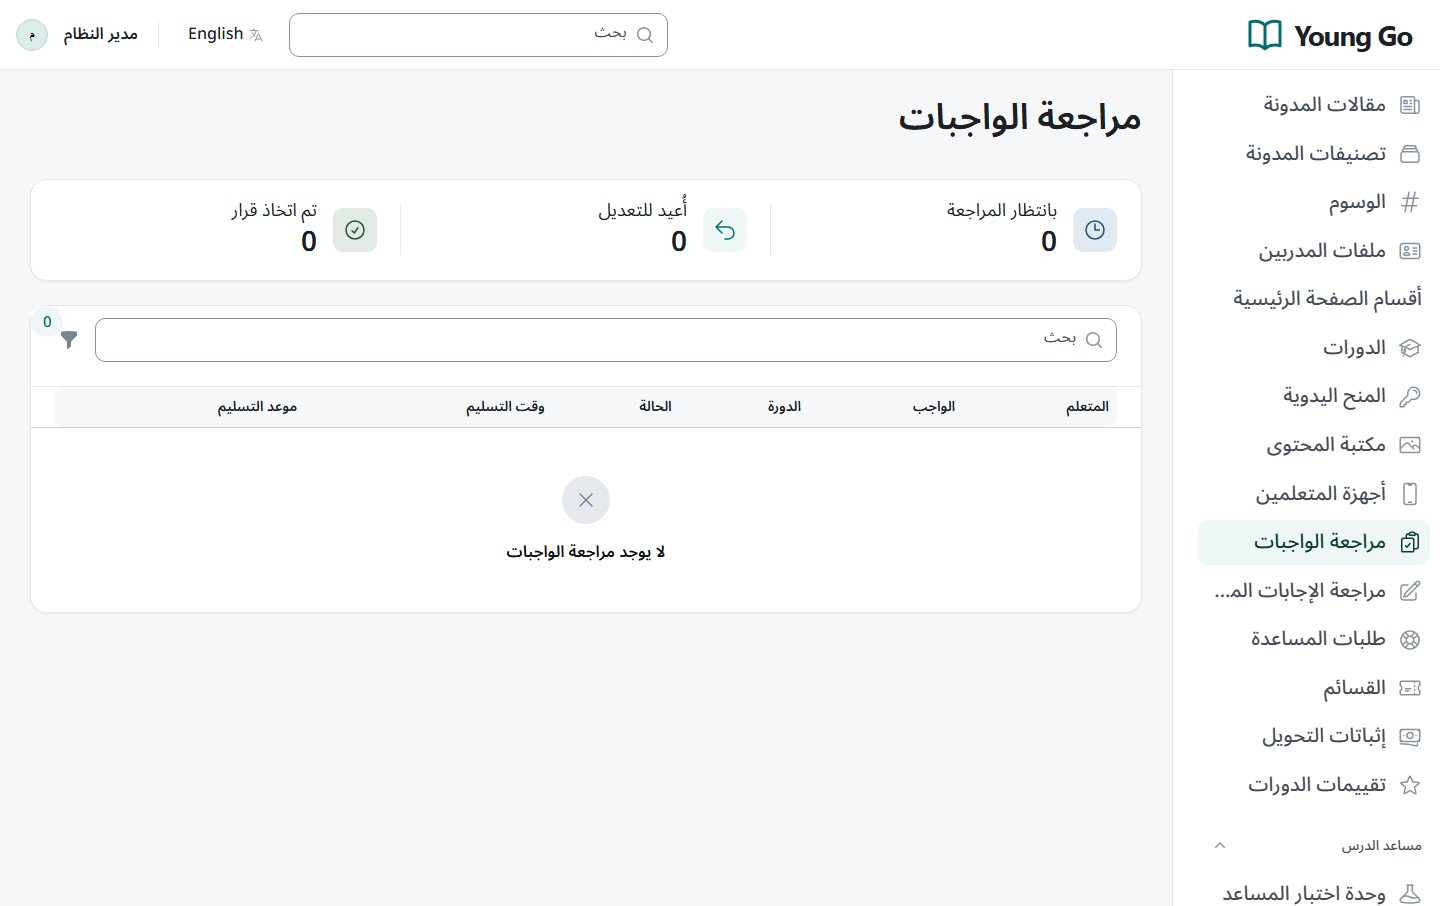 Young Go
بحث
English
مدير النظام
م
مقالات المدونة
تصنيفات المدونة
الوسوم
ملفات المدربين
أقسام الصفحة الرئيسية
الدورات
المنح اليدوية
مكتبة المحتوى
أجهزة المتعلمين
مراجعة الواجبات
مراجعة الإجابات الم...
طلبات المساعدة
القسائم
إثباتات التحويل
تقييمات الدورات
مساعد الدرس
وحدة اختبار المساعد
مراجعة الواجبات
بانتظار المراجعة
0
أُعيد للتعديل
0
تم اتخاذ قرار
0
بحث
0
المتعلم الواجب الدورة الحالة وقت التسليم موعد التسليم
لا يوجد مراجعة الواجبات